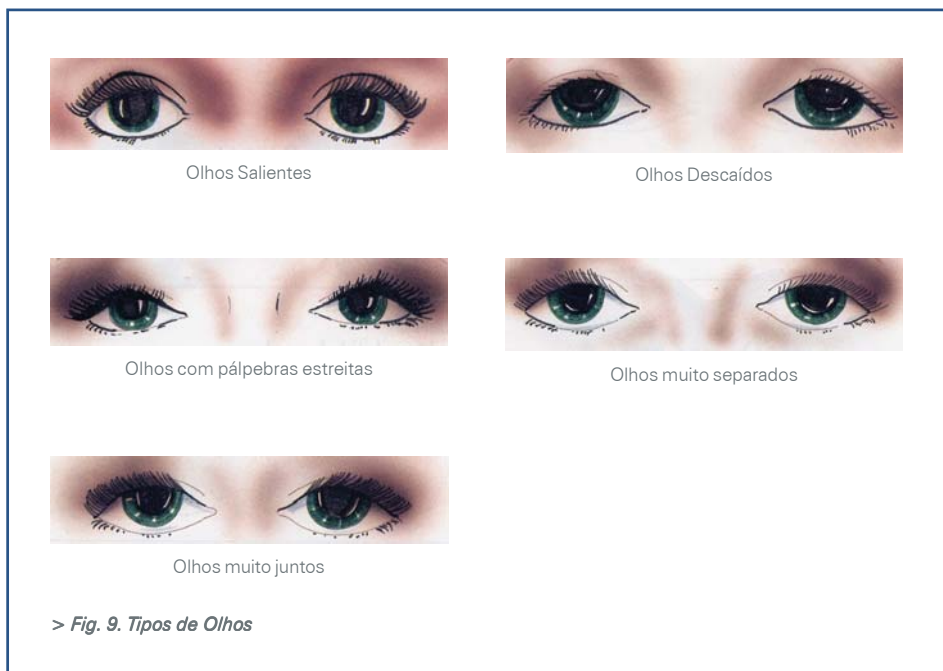 Olhos Salientes
Olhos Descaídos
Olhos com pálpebras estreitas
Olhos muito separados
Olhos muito juntos
> Fig. 9. Tipos de Olhos